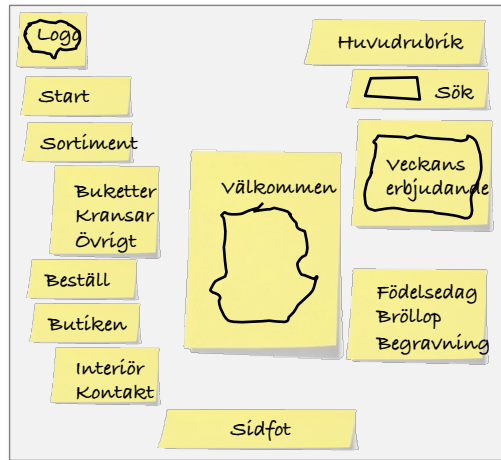 Logo
Huvudrubrik
Sök
Start
Sortiment
Buketter
Kransar
Övrigt
Beställ
Butiken
Interiör
Kontakt
Välkommen
Veckans
erbjudande
Födelsedag
Bröllop
Begravning
Sidfot